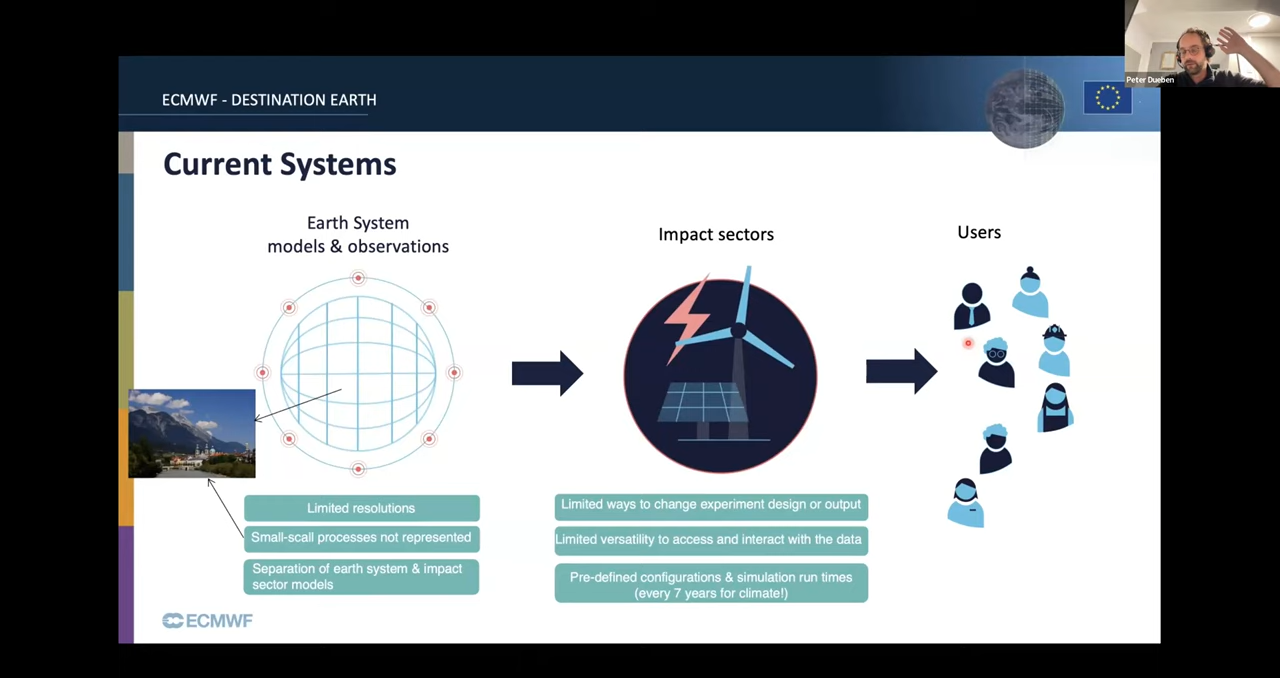 Peter Dueben
ECMWF - DESTINATION EARTH
Current Systems
Earth System
models & observations
Impact sectors
Users
Limited resolutions
Small-scall processes not represented
Separation of earth system & impact
sector models
Limited ways to change experiment design or output
Limited versatility to access and interact with the data
Pre-defined configurations & simulation run times
(every 7 years for climate!)
ECMWF